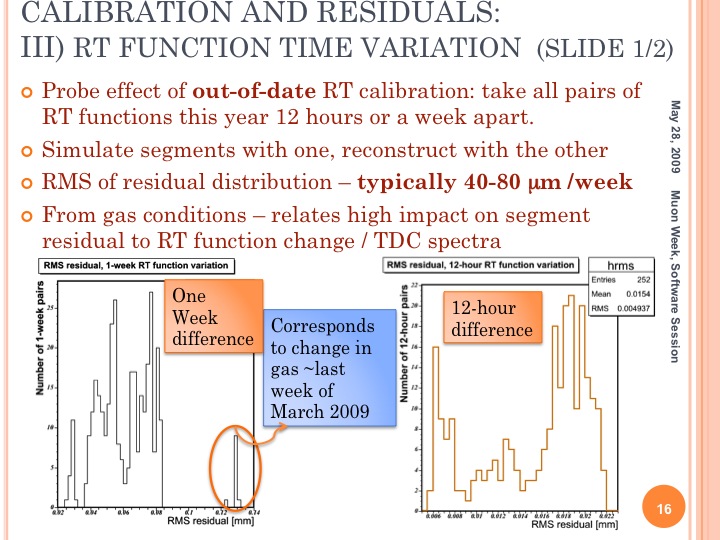 CALIBRATION AND RESIDUALS:
III) RT FUNCTION TIME VARIATION (SLIDE 1/2)
Probe effect of out-of-date RT calibration: take all pairs of
RT functions this year 12 hours or a week apart.
Simulate segments with one, reconstruct with the other
RMS of residual distribution – typically 40-80 μm /week
From gas conditions – relates high impact on segment
residual to RT function change / TDC spectra
May 28, 2009 Muon Week, Software Session
RMS residual, 1-week RT function variation
Number of 1-week pairs
25
20
15
10
5
0
0.02 0.04 0.06 0.08 0.1 0.12 0.14
RMS residual [mm]
One
Week
difference
Corresponds
to change in
gas ~last
week of
March 2009
RMS residual, 12-hour RT function variation
hrms
Entries 252
Mean 0.0154
RMS 0.004937
Number of 12-hour pairs
22
20
18
16
14
12
10
8
6
4
2
0
0.006 0.008 0.01 0.012 0.014 0.016 0.018 0.02 0.022
RMS residual [mm]
12-hour
difference
16